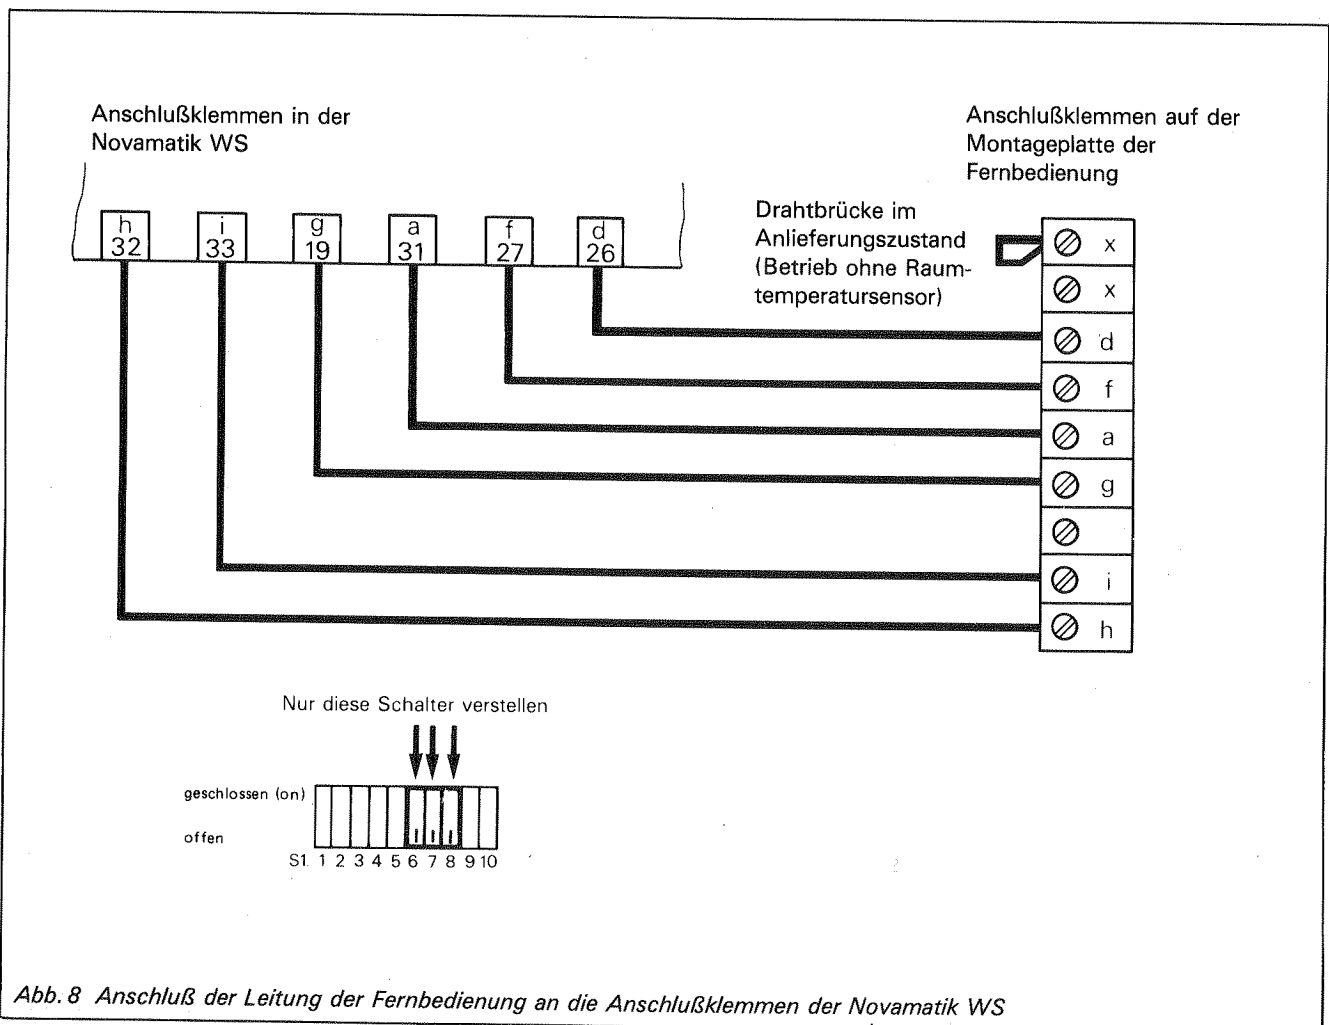 Anschlußklemmen in der
Novamatik WS
Anschlußklemmen auf der
Montageplatte der
Fernbedienung
h i g a f d
32 33 19 31 27 26
Drahtbrücke im
Anlieferungszustand
(Betrieb ohne Raum-
temperatursensor)
x
x
d
f
a
g
i
h
Nur diese Schalter verstellen
geschlossen (on)
offen
S1. 1 2 3 4 5 6 7 8 9 10
Abb. 8 Anschluß der Leitung der Fernbedienung an die Anschlußklemmen der Novamatik WS